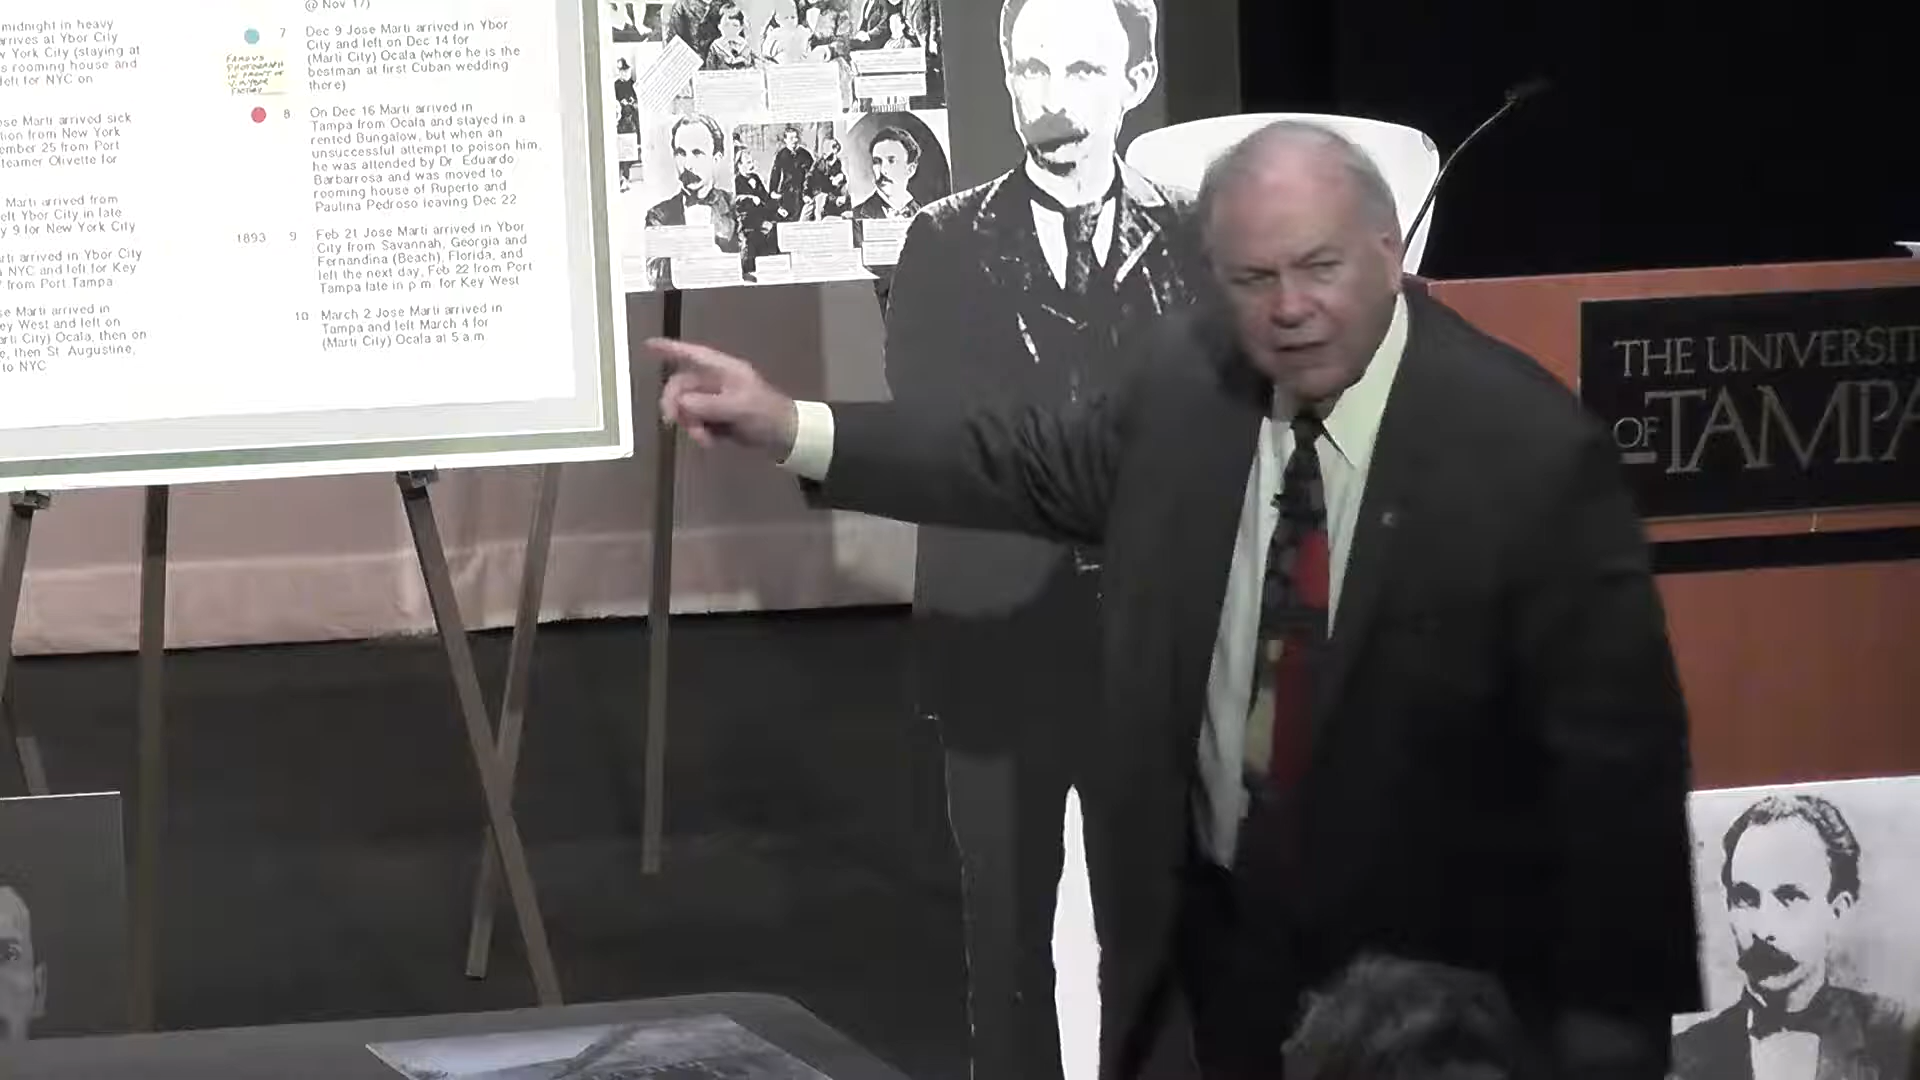 @ Nov 17)
midnight in heavy
arrives at Ybor City
York City (staying at
s rooming house and
left for NYC on
ose Marti arrived sick
tion from New York
ember 25 from Port
teamer Olivette for
Marti arrived from
elt Ybor City in late
y 9 for New York City
arti arrived in Ybor City
NYC and left for Key
from Port Tampa
se Marti arrived in
ey West and left on
arti City) Ocala, then on
e, then St Augustine,
to NYC
7 Dec 9 Jose Marti arrived in Ybor
City and left on Dec 14 for
(Marti City) Ocala (where he is the
bestman at first Cuban wedding
there)
FAMOUS
PHOTOGRAPH
IN FRONT OF
V.M.YBOR
FACTORY
8 On Dec 16 Marti arrived in
Tampa from Ocala and stayed in a
rented Bungalow, but when an
unsuccessful attempt to poison him,
he was attended by Dr Eduardo
Barbarrosa and was moved to
rooming house of Ruperto and
Paulina Pedroso leaving Dec 22
1893 9 Feb 21 Jose Marti arrived in Ybor
City from Savannah, Georgia and
Fernandina (Beach), Florida, and
left the next day, Feb 22 from Port
Tampa late in p m for Key West
10 March 2 Jose Marti arrived in
Tampa and left March 4 for
(Marti City) Ocala at 5 a m
THE UNIVERSIT
OF TAMPA